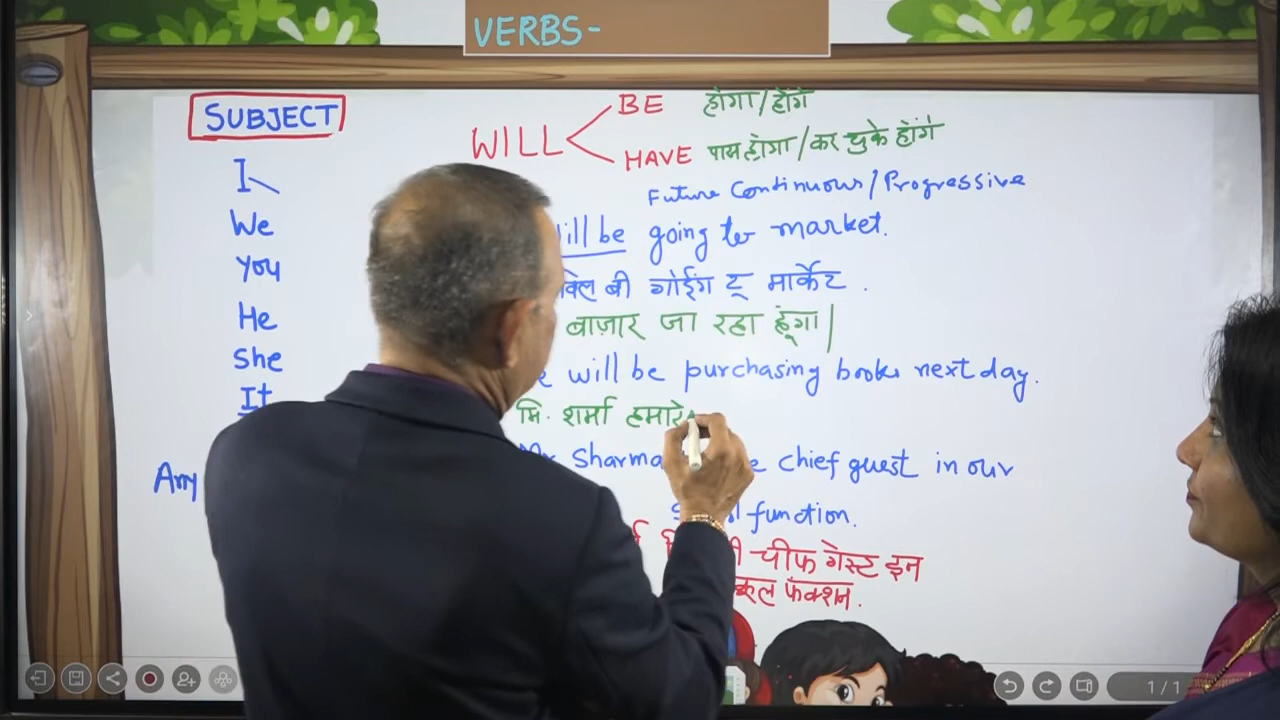 VERBS-
SUBJECT
WILL
BE होगा/होंगे
HAVE पास होगा/कर चुके होंगे
I
We
You
He
She
It
Any
Future Continuous/Progressive
will be going to market.
विल बी गोईंग टू मार्केट .
बाज़ार जा रहा हूंगा|
will be purchasing books next day.
मि. शर्मा हमारे
Mr Sharma chief guest in our
function.
बी चीफ गेस्ट इन
स्कूल फंक्शन.
1/1